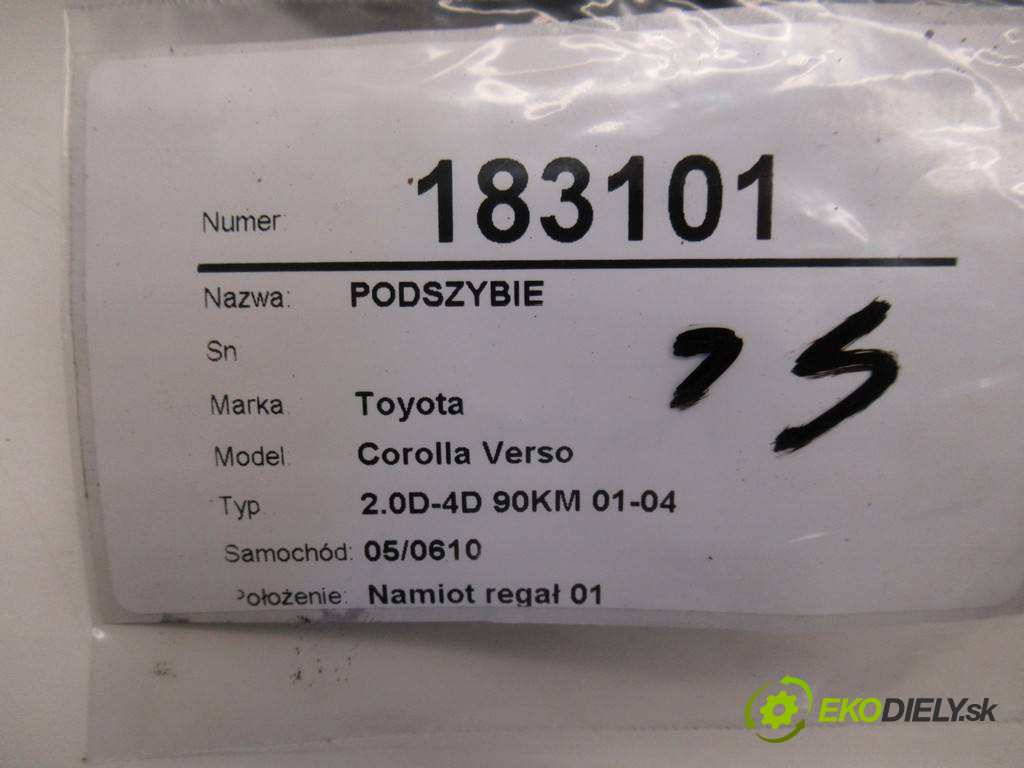 Numer: 183101
Nazwa: PODSZYBIE
Sn
Marka: Toyota
Model: Corolla Verso
Typ 2.0D-4D 90KM 01-04
Samochód: 05/0610
Położenie: Namiot regał 01
EKODIELY.sk